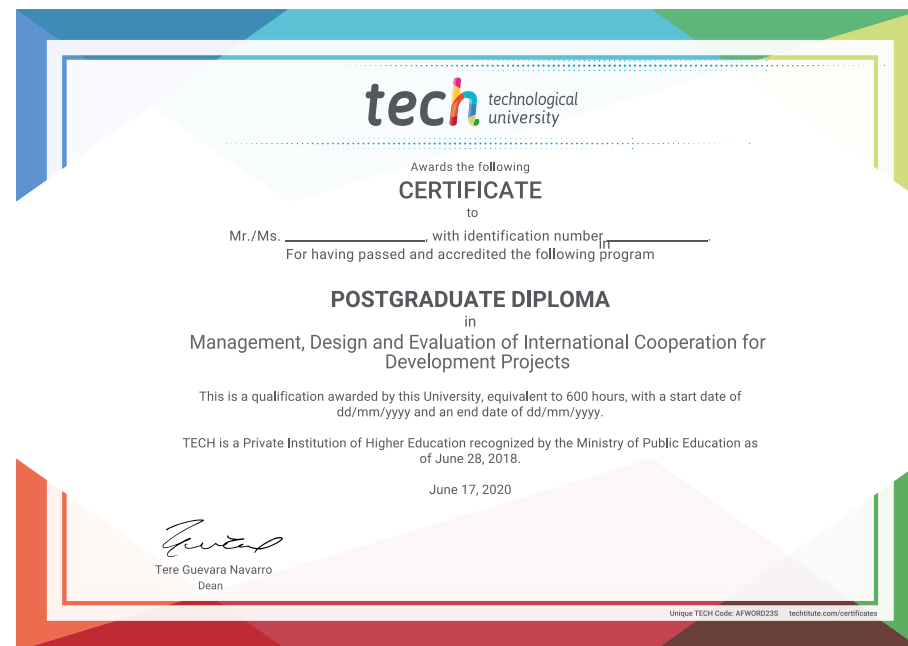 tech technological
university
Awards the following
CERTIFICATE
to
Mr./Ms. ____________, with identification number ____________.
In
For having passed and accredited the following program
POSTGRADUATE DIPLOMA
in
Management, Design and Evaluation of International Cooperation for
Development Projects
This is a qualification awarded by this University, equivalent to 600 hours, with a start date of
dd/mm/yyyy and an end date of dd/mm/yyyy.
TECH is a Private Institution of Higher Education recognized by the Ministry of Public Education as
of June 28, 2018.
June 17, 2020
Tere Guevara Navarro
Dean
Unique TECH Code: AFWORD23S techtitute.com/certificates